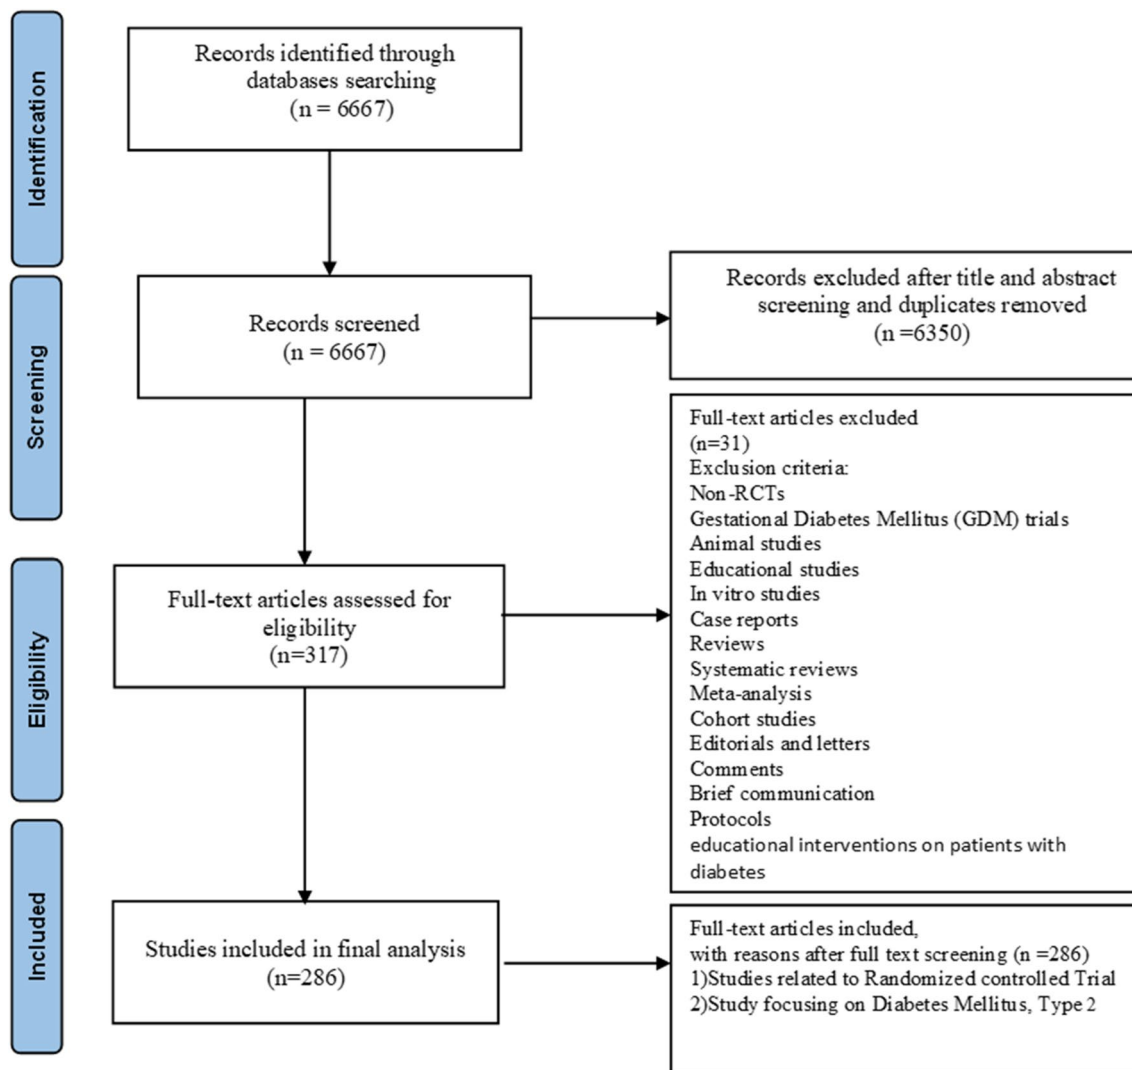 Identification
Records identified through
databases searching
(n = 6667)
Screening
Records screened
(n = 6667)
Records excluded after title and abstract
screening and duplicates removed
(n =6350)
Eligibility
Full-text articles assessed for
eligibility
(n=317)
Full-text articles excluded
(n=31)
Exclusion criteria:
Non-RCTs
Gestational Diabetes Mellitus (GDM) trials
Animal studies
Educational studies
In vitro studies
Case reports
Reviews
Systematic reviews
Meta-analysis
Cohort studies
Editorials and letters
Comments
Brief communication
Protocols
educational interventions on patients with
diabetes
Included
Studies included in final analysis
(n=286)
Full-text articles included,
with reasons after full text screening (n =286)
1)Studies related to Randomized controlled Trial
2)Study focusing on Diabetes Mellitus, Type 2